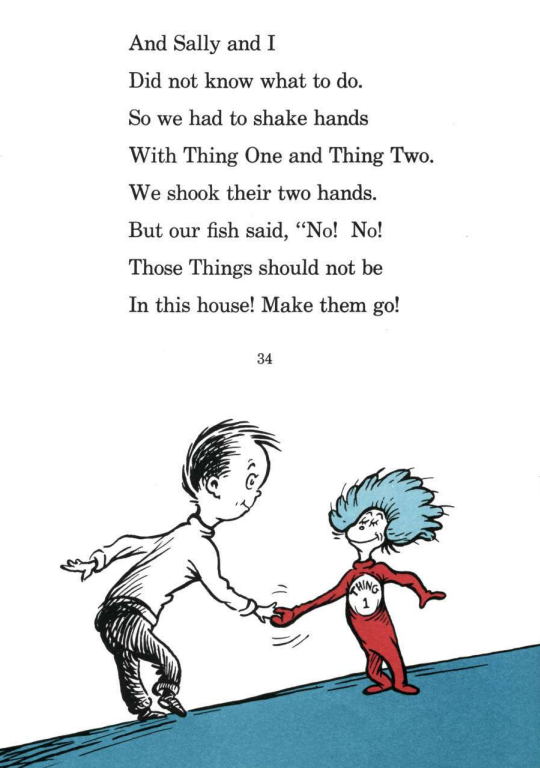 And Sally and I
Did not know what to do.
So we had to shake hands
With Thing One and Thing Two.
We shook their two hands.
But our fish said, “No!  No!
Those Things should not be
In this house! Make them go!
34
THING
1